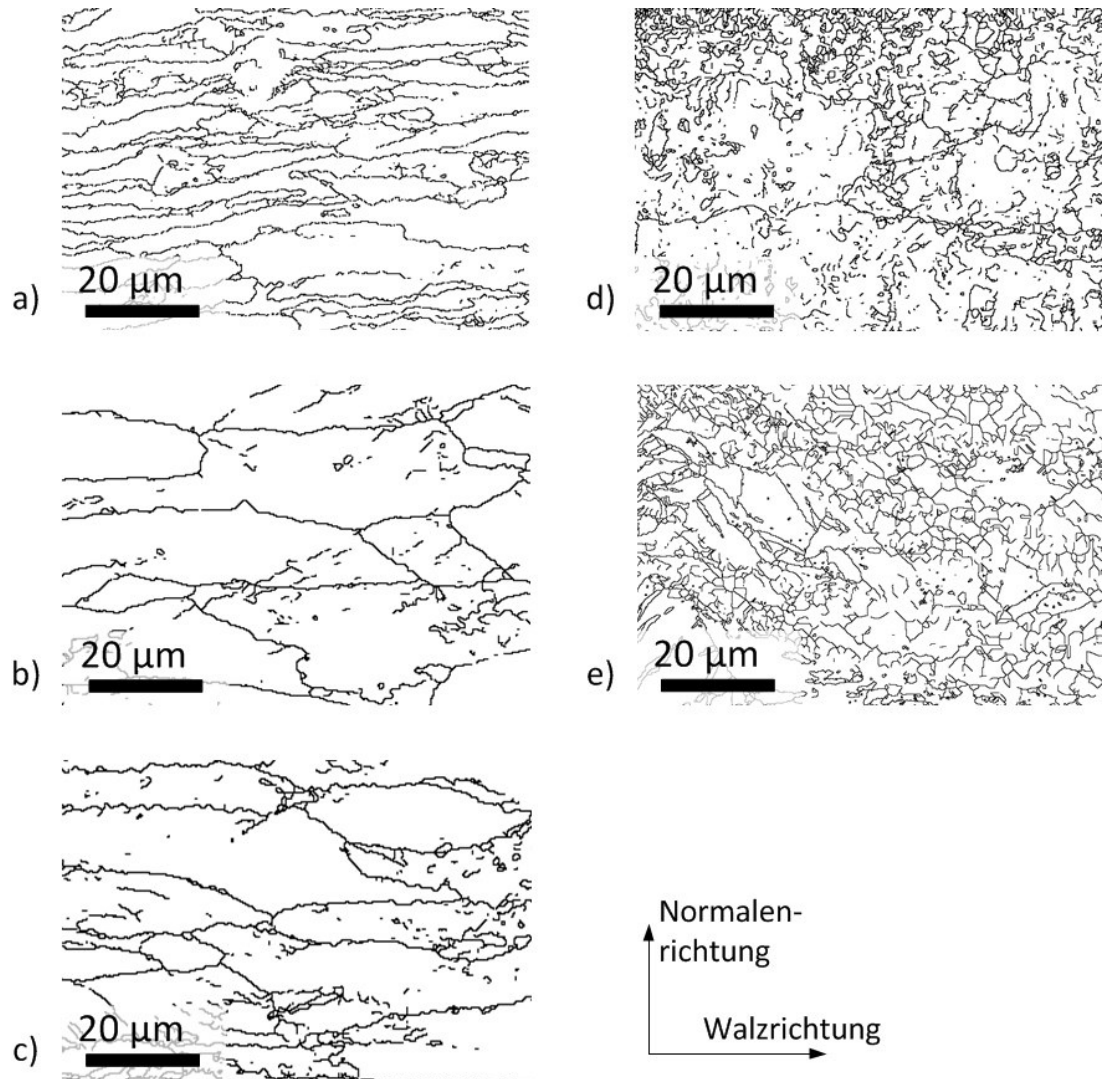 20 µm
a)
20 µm
b)
20 µm
c)
20 µm
d)
20 µm
e)
Normalen-
richtung
Walzrichtung